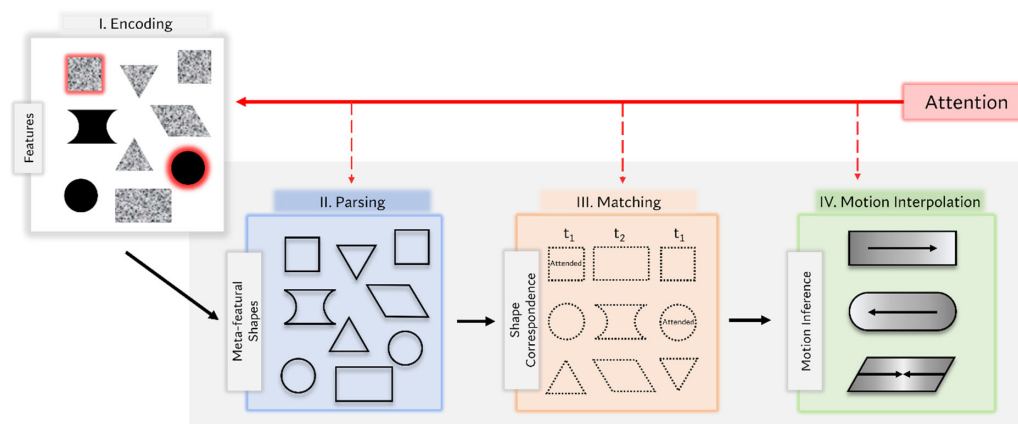 I. Encoding
Features
Attention
II. Parsing
III. Matching
IV. Motion Interpolation
Meta-featural
Shapes
Shape
Correspondence
t1 t2 t1
Attended
Attended
Motion Inference